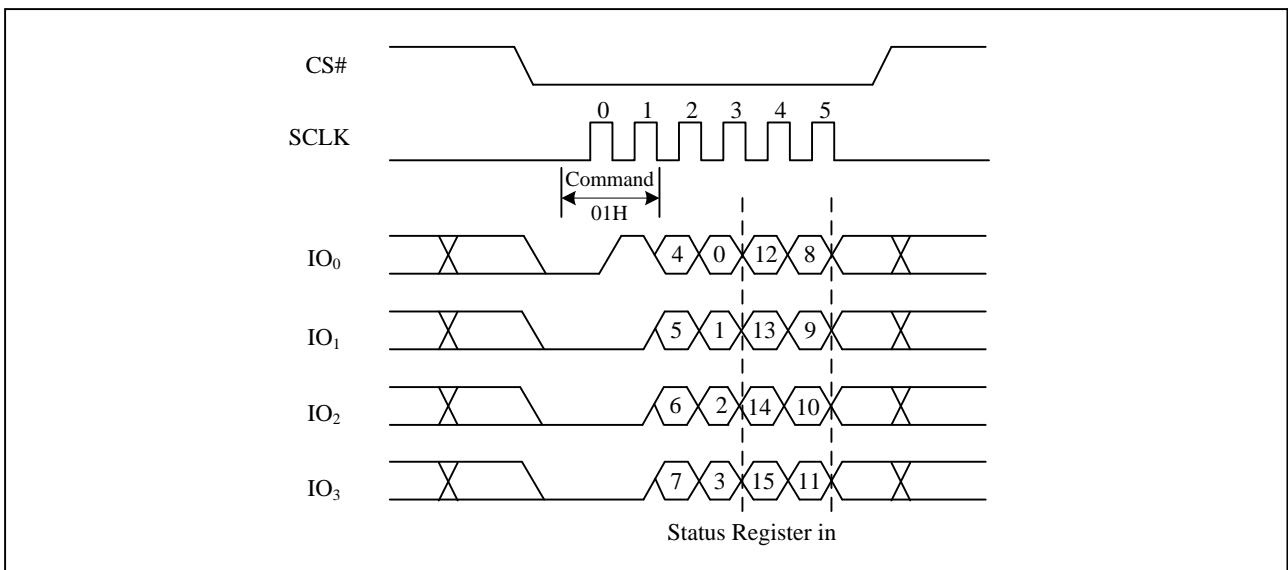 CS#
0 1 2 3 4 5
SCLK
Command
01H
IO₀ 4 0 12 8
IO₁ 5 1 13 9
IO₂ 6 2 14 10
IO₃ 7 3 15 11
Status Register in